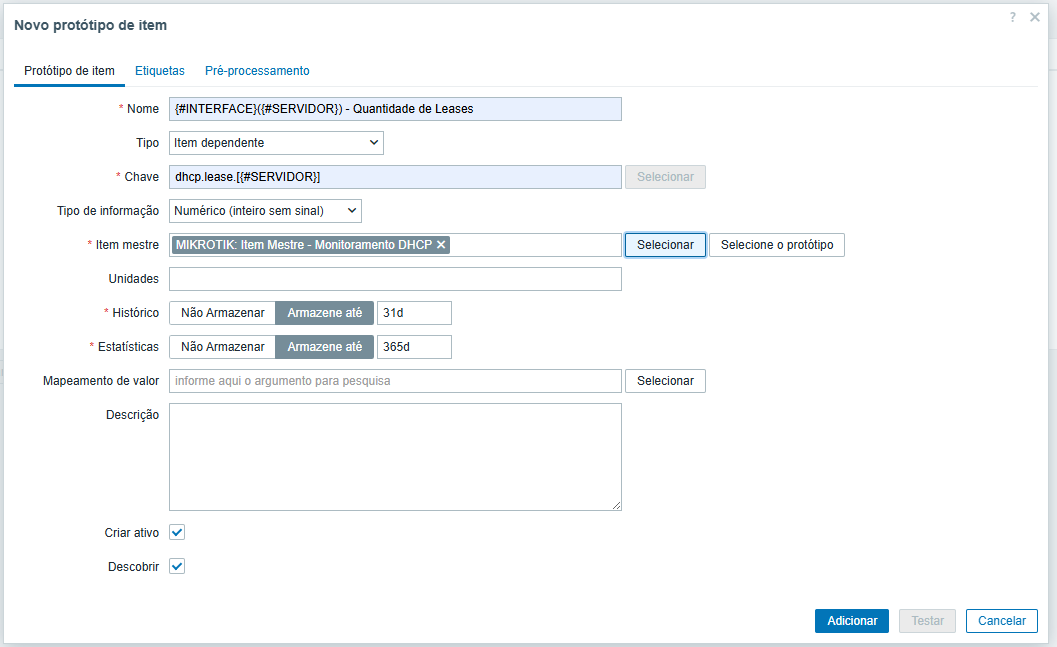 Novo protótipo de item
? ✕
Protótipo de item Etiquetas Pré-processamento
* Nome {#INTERFACE}({#SERVIDOR}) - Quantidade de Leases
Tipo Item dependente
* Chave dhcp.lease.[{#SERVIDOR}] Selecionar
Tipo de informação Numérico (inteiro sem sinal)
* Item mestre MIKROTIK: Item Mestre - Monitoramento DHCP ✕ Selecionar Selecione o protótipo
Unidades
* Histórico Não Armazenar Armazene até 31d
* Estatísticas Não Armazenar Armazene até 365d
Mapeamento de valor informe aqui o argumento para pesquisa Selecionar
Descrição
Criar ativo
Descobrir
Adicionar Testar Cancelar